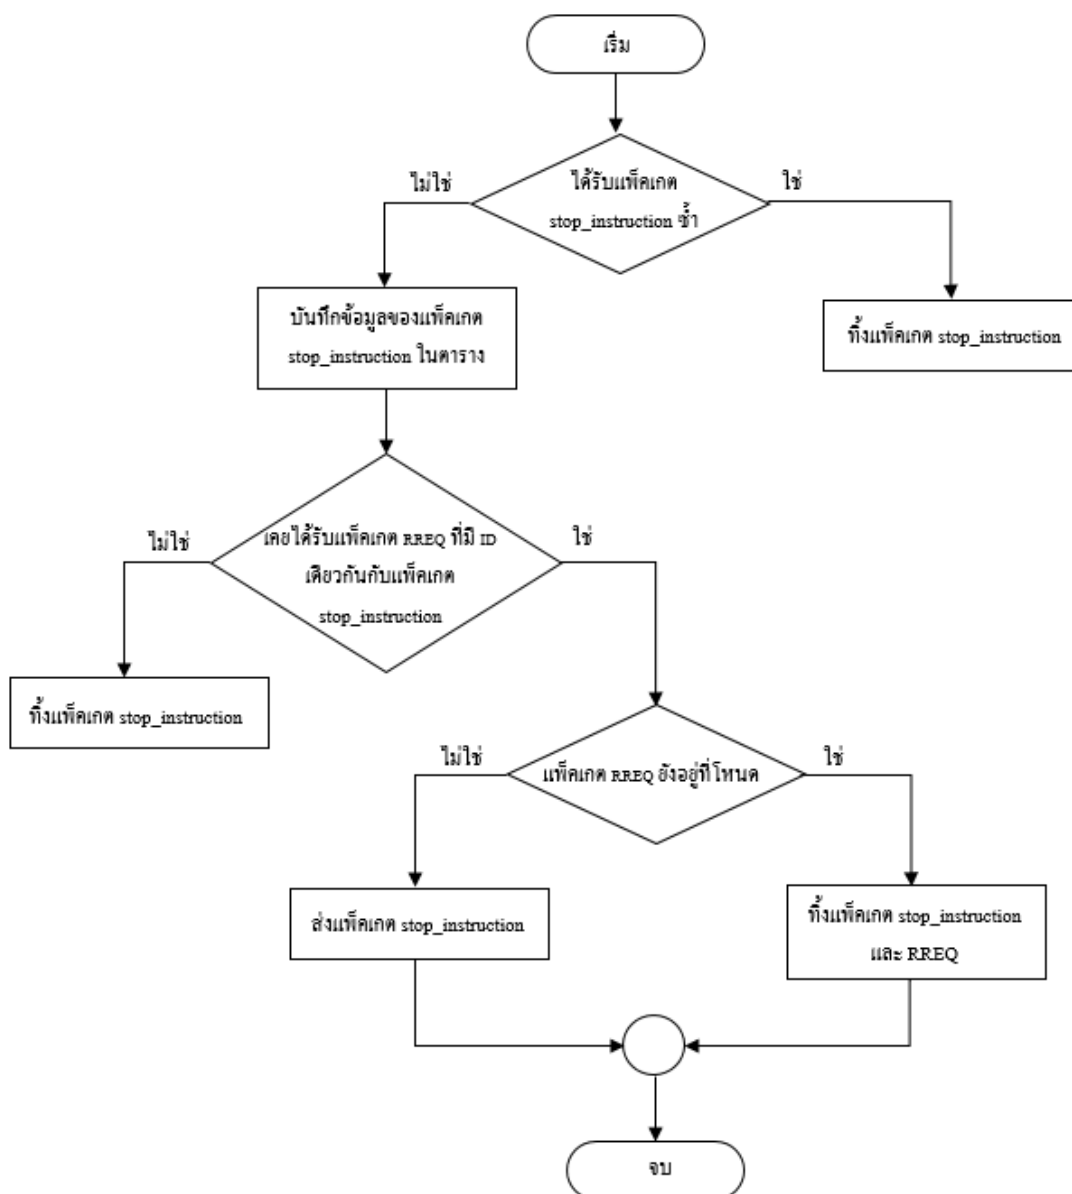 เริ่ม
ได้รับแพ็คเกต
stop_instruction ซ้ำ
ไม่ใช่
ใช่
บันทึกข้อมูลของแพ็คเกต
stop_instruction ในตาราง
ทิ้งแพ็คเกต stop_instruction
เคยได้รับแพ็คเกต RREQ ที่มี ID
เดียวกันกับแพ็คเกต
stop_instruction
ไม่ใช่
ใช่
ทิ้งแพ็คเกต stop_instruction
แพ็คเกต RREQ ยังอยู่ที่โหนด
ไม่ใช่
ใช่
ส่งแพ็คเกต stop_instruction
ทิ้งแพ็คเกต stop_instruction
และ RREQ
จบ